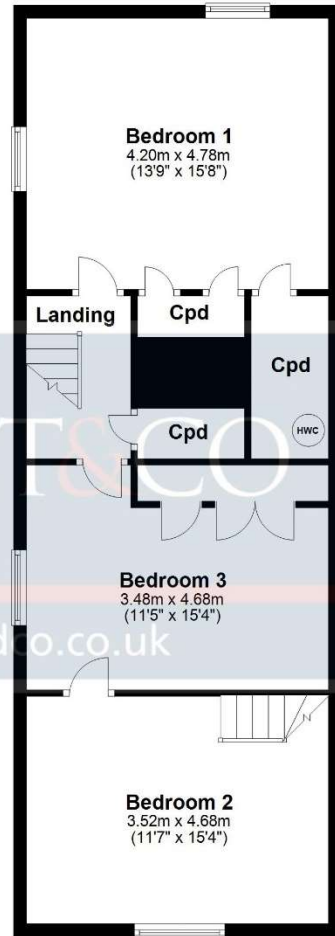 Bedroom 1
4.20m x 4.78m
(13'9" x 15'8")
Landing
Cpd
Cpd
Cpd
HWC
T&CO
Bedroom 3
3.48m x 4.68m
(11'5" x 15'4")
dco.co.uk
Bedroom 2
3.52m x 4.68m
(11'7" x 15'4")